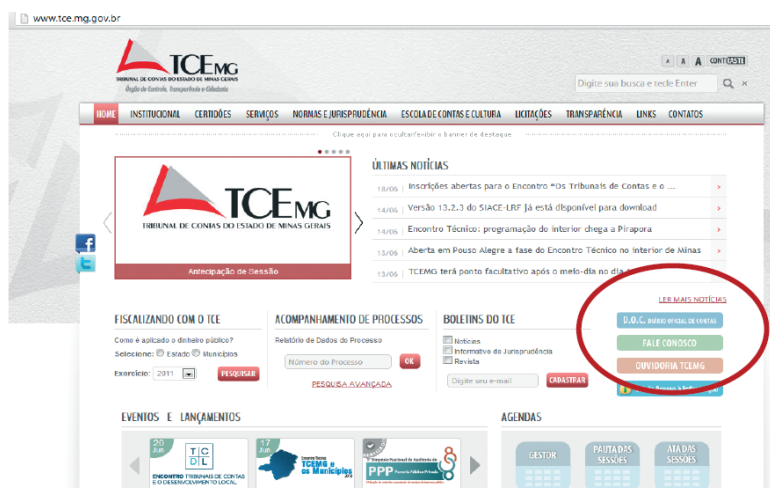 www.tce.mg.gov.br
TCEMG
TRIBUNAL DE CONTAS DO ESTADO DE MINAS GERAIS
Órgão de Controle, Transparência e Cidadania
A A A CONTRASTE
Digite sua busca e tecle Enter
HOME INSTITUCIONAL CERTIDÕES SERVIÇOS NORMAS E JURISPRUDÊNCIA ESCOLA DE CONTAS E CULTURA LICITAÇÕES TRANSPARÊNCIA LINKS CONTATOS
Clique aqui para ocultar/exibir o banner de destaque
TCEMG
TRIBUNAL DE CONTAS DO ESTADO DE MINAS GERAIS
Antecipação de Sessão
ÚLTIMAS NOTÍCIAS
18/06 | Inscrições abertas para o Encontro "Os Tribunais de Contas e o ...
14/06 | Versão 13.2.3 do SIACE-LRF já está disponível para download
14/06 | Encontro Técnico: programação do interior chega a Pirapora
13/06 | Aberta em Pouso Alegre a fase do Encontro Técnico no interior de Minas
13/06 | TCEMG terá ponto facultativo após o meio-dia no dia
LER MAIS NOTÍCIAS
FISCALIZANDO COM O TCE
Como é aplicado o dinheiro público?
Selecione: Estado Municípios
Exercício: 2011 PESQUISAR
ACOMPANHAMENTO DE PROCESSOS
Relatório de Dados do Processo
Número do Processo OK
PESQUISA AVANÇADA
BOLETINS DO TCE
Notícias
Informativo de Jurisprudência
Revista
Digite seu e-mail CADASTRAR
D.O.C. DIÁRIO OFICIAL DE CONTAS
FALE CONOSCO
OUVIDORIA TCEMG
EVENTOS E LANÇAMENTOS
20 Jun
TC DL
ENCONTRO TRIBUNAIS DE CONTAS
E O DESENVOLVIMENTO LOCAL
17 Jun
Encontro Técnico
TCEMG e
os Municípios
PPP
AGENDAS
GESTOR
PAUTA DAS SESSÕES
ATA DAS SESSÕES